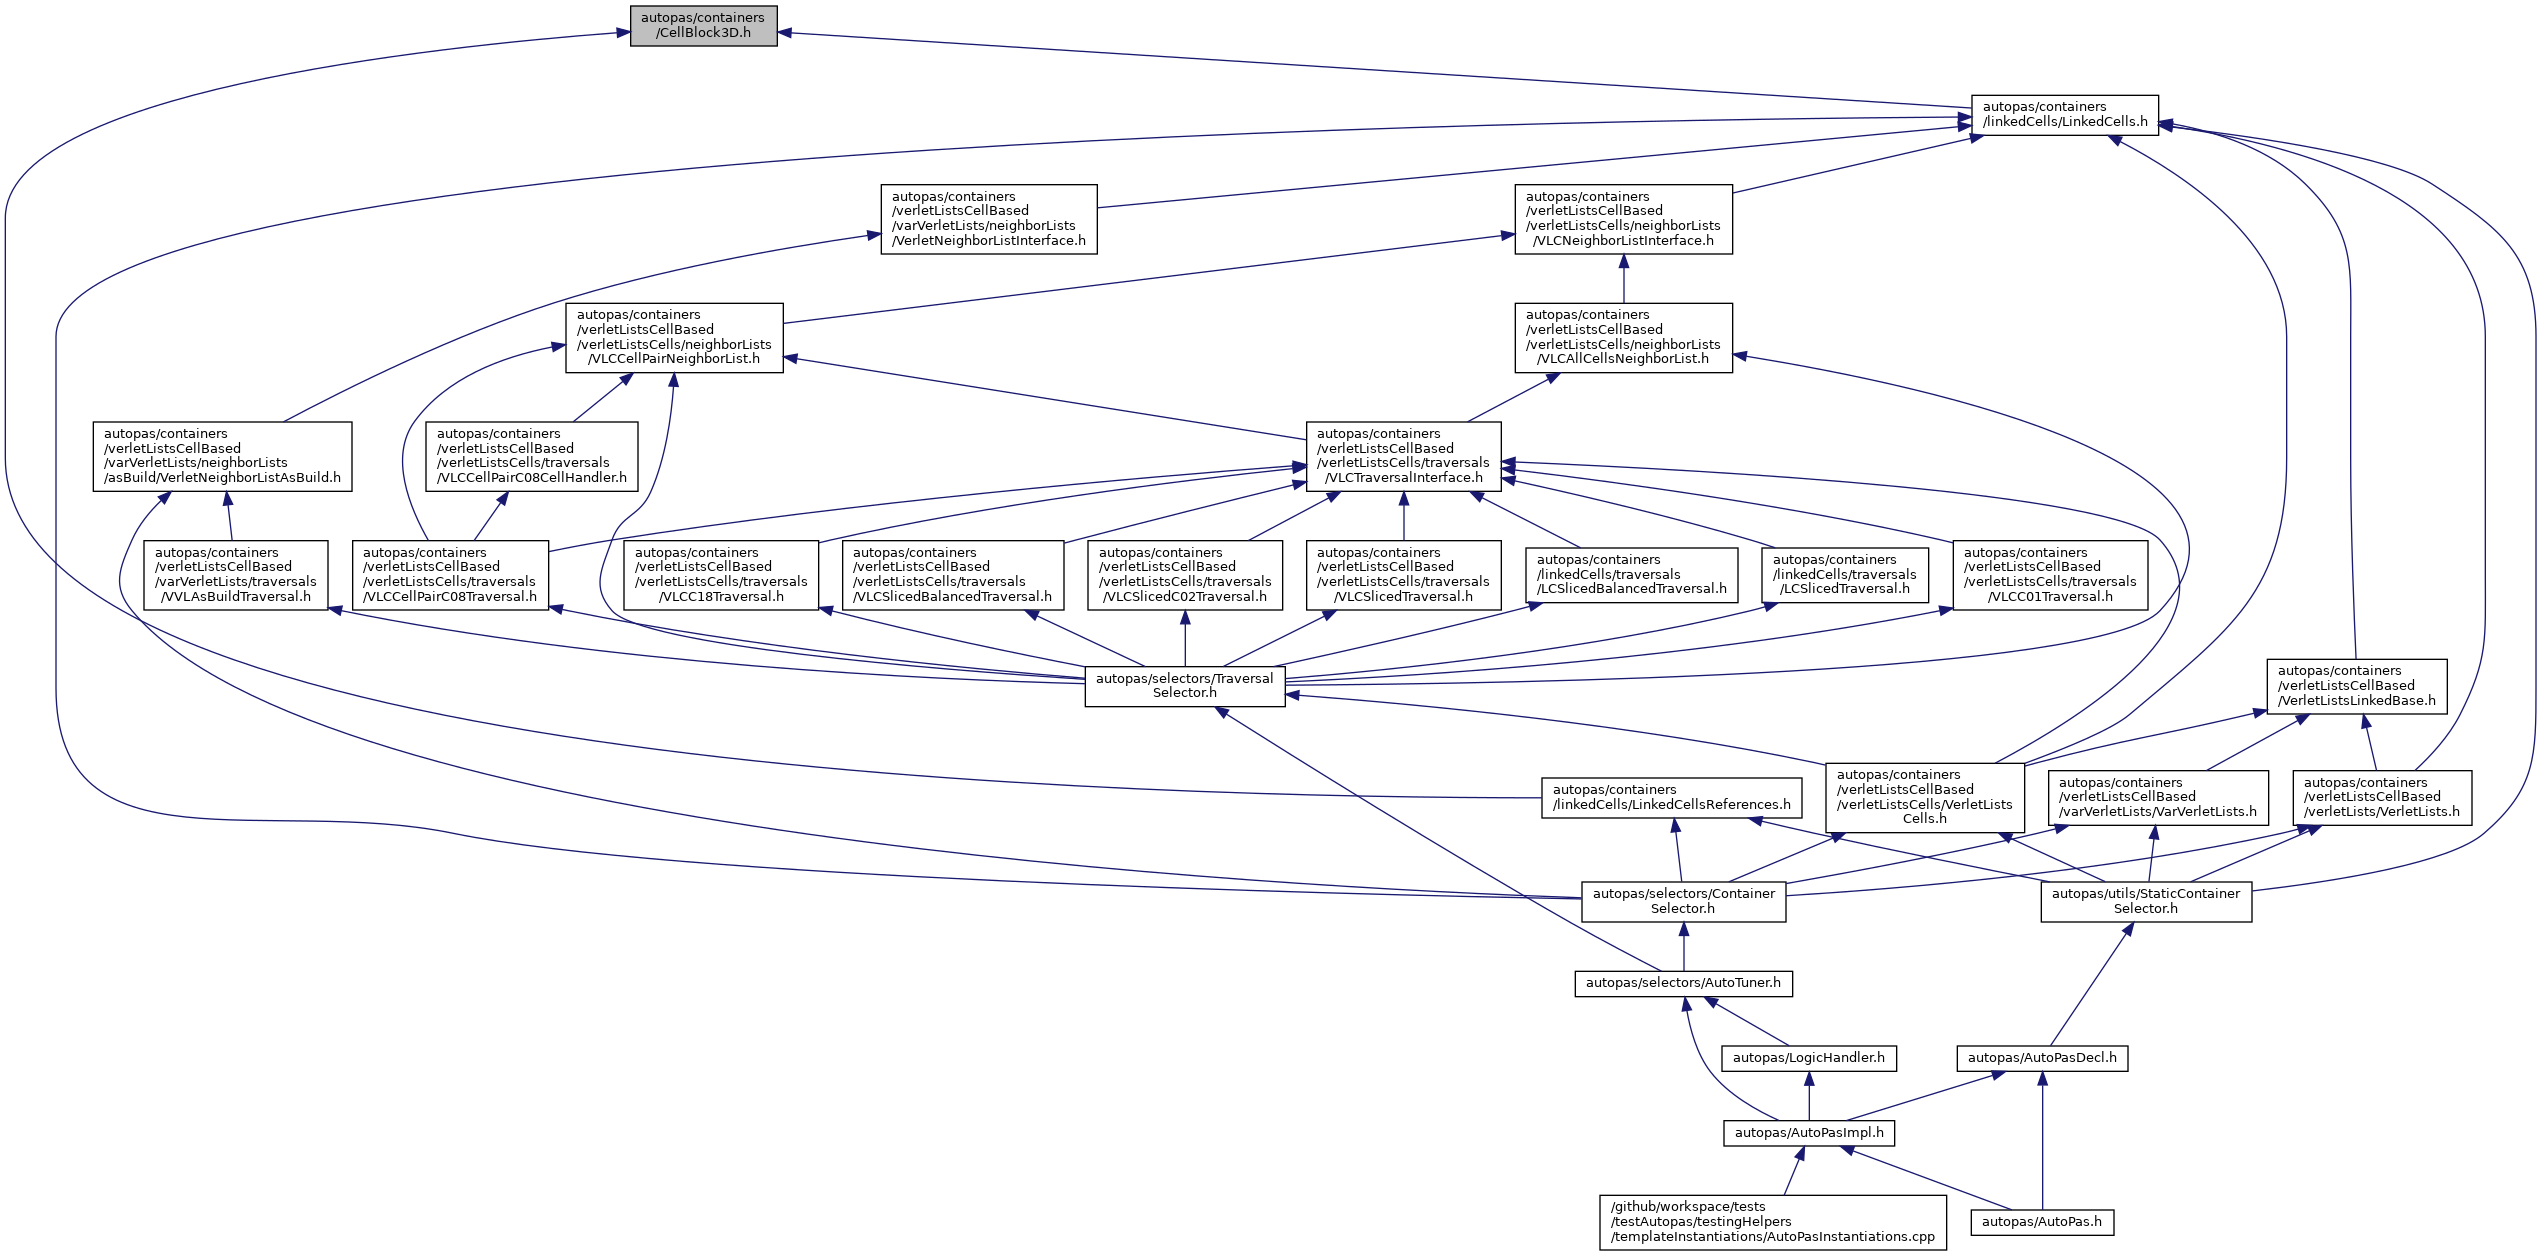 autopas/containers
/CellBlock3D.h
autopas/containers
/linkedCells/LinkedCells.h
autopas/containers
/verletListsCellBased
/varVerletLists/neighborLists
/VerletNeighborListInterface.h
autopas/containers
/verletListsCellBased
/verletListsCells/neighborLists
/VLCNeighborListInterface.h
autopas/containers
/verletListsCellBased
/verletListsCells/neighborLists
/VLCCellPairNeighborList.h
autopas/containers
/verletListsCellBased
/verletListsCells/neighborLists
/VLCAllCellsNeighborList.h
autopas/containers
/verletListsCellBased
/varVerletLists/neighborLists
/asBuild/VerletNeighborListAsBuild.h
autopas/containers
/verletListsCellBased
/verletListsCells/traversals
/VLCCellPairC08CellHandler.h
autopas/containers
/verletListsCellBased
/verletListsCells/traversals
/VLCTraversalInterface.h
autopas/containers
/verletListsCellBased
/varVerletLists/traversals
/VVLAsBuildTraversal.h
autopas/containers
/verletListsCellBased
/verletListsCells/traversals
/VLCCellPairC08Traversal.h
autopas/containers
/verletListsCellBased
/verletListsCells/traversals
/VLCC18Traversal.h
autopas/containers
/verletListsCellBased
/verletListsCells/traversals
/VLCSlicedBalancedTraversal.h
autopas/containers
/verletListsCellBased
/verletListsCells/traversals
/VLCSlicedC02Traversal.h
autopas/containers
/verletListsCellBased
/verletListsCells/traversals
/VLCSlicedTraversal.h
autopas/containers
/linkedCells/traversals
/LCSlicedBalancedTraversal.h
autopas/containers
/linkedCells/traversals
/LCSlicedTraversal.h
autopas/containers
/verletListsCellBased
/verletListsCells/traversals
/VLCC01Traversal.h
autopas/selectors/Traversal
Selector.h
autopas/containers
/verletListsCellBased
/VerletListsLinkedBase.h
autopas/containers
/linkedCells/LinkedCellsReferences.h
autopas/containers
/verletListsCellBased
/verletListsCells/VerletLists
Cells.h
autopas/containers
/verletListsCellBased
/varVerletLists/VarVerletLists.h
autopas/containers
/verletListsCellBased
/verletLists/VerletLists.h
autopas/selectors/Container
Selector.h
autopas/utils/StaticContainer
Selector.h
autopas/selectors/AutoTuner.h
autopas/LogicHandler.h
autopas/AutoPasDecl.h
autopas/AutoPasImpl.h
/github/workspace/tests
/testAutopas/testingHelpers
/templateInstantiations/AutoPasInstantiations.cpp
autopas/AutoPas.h